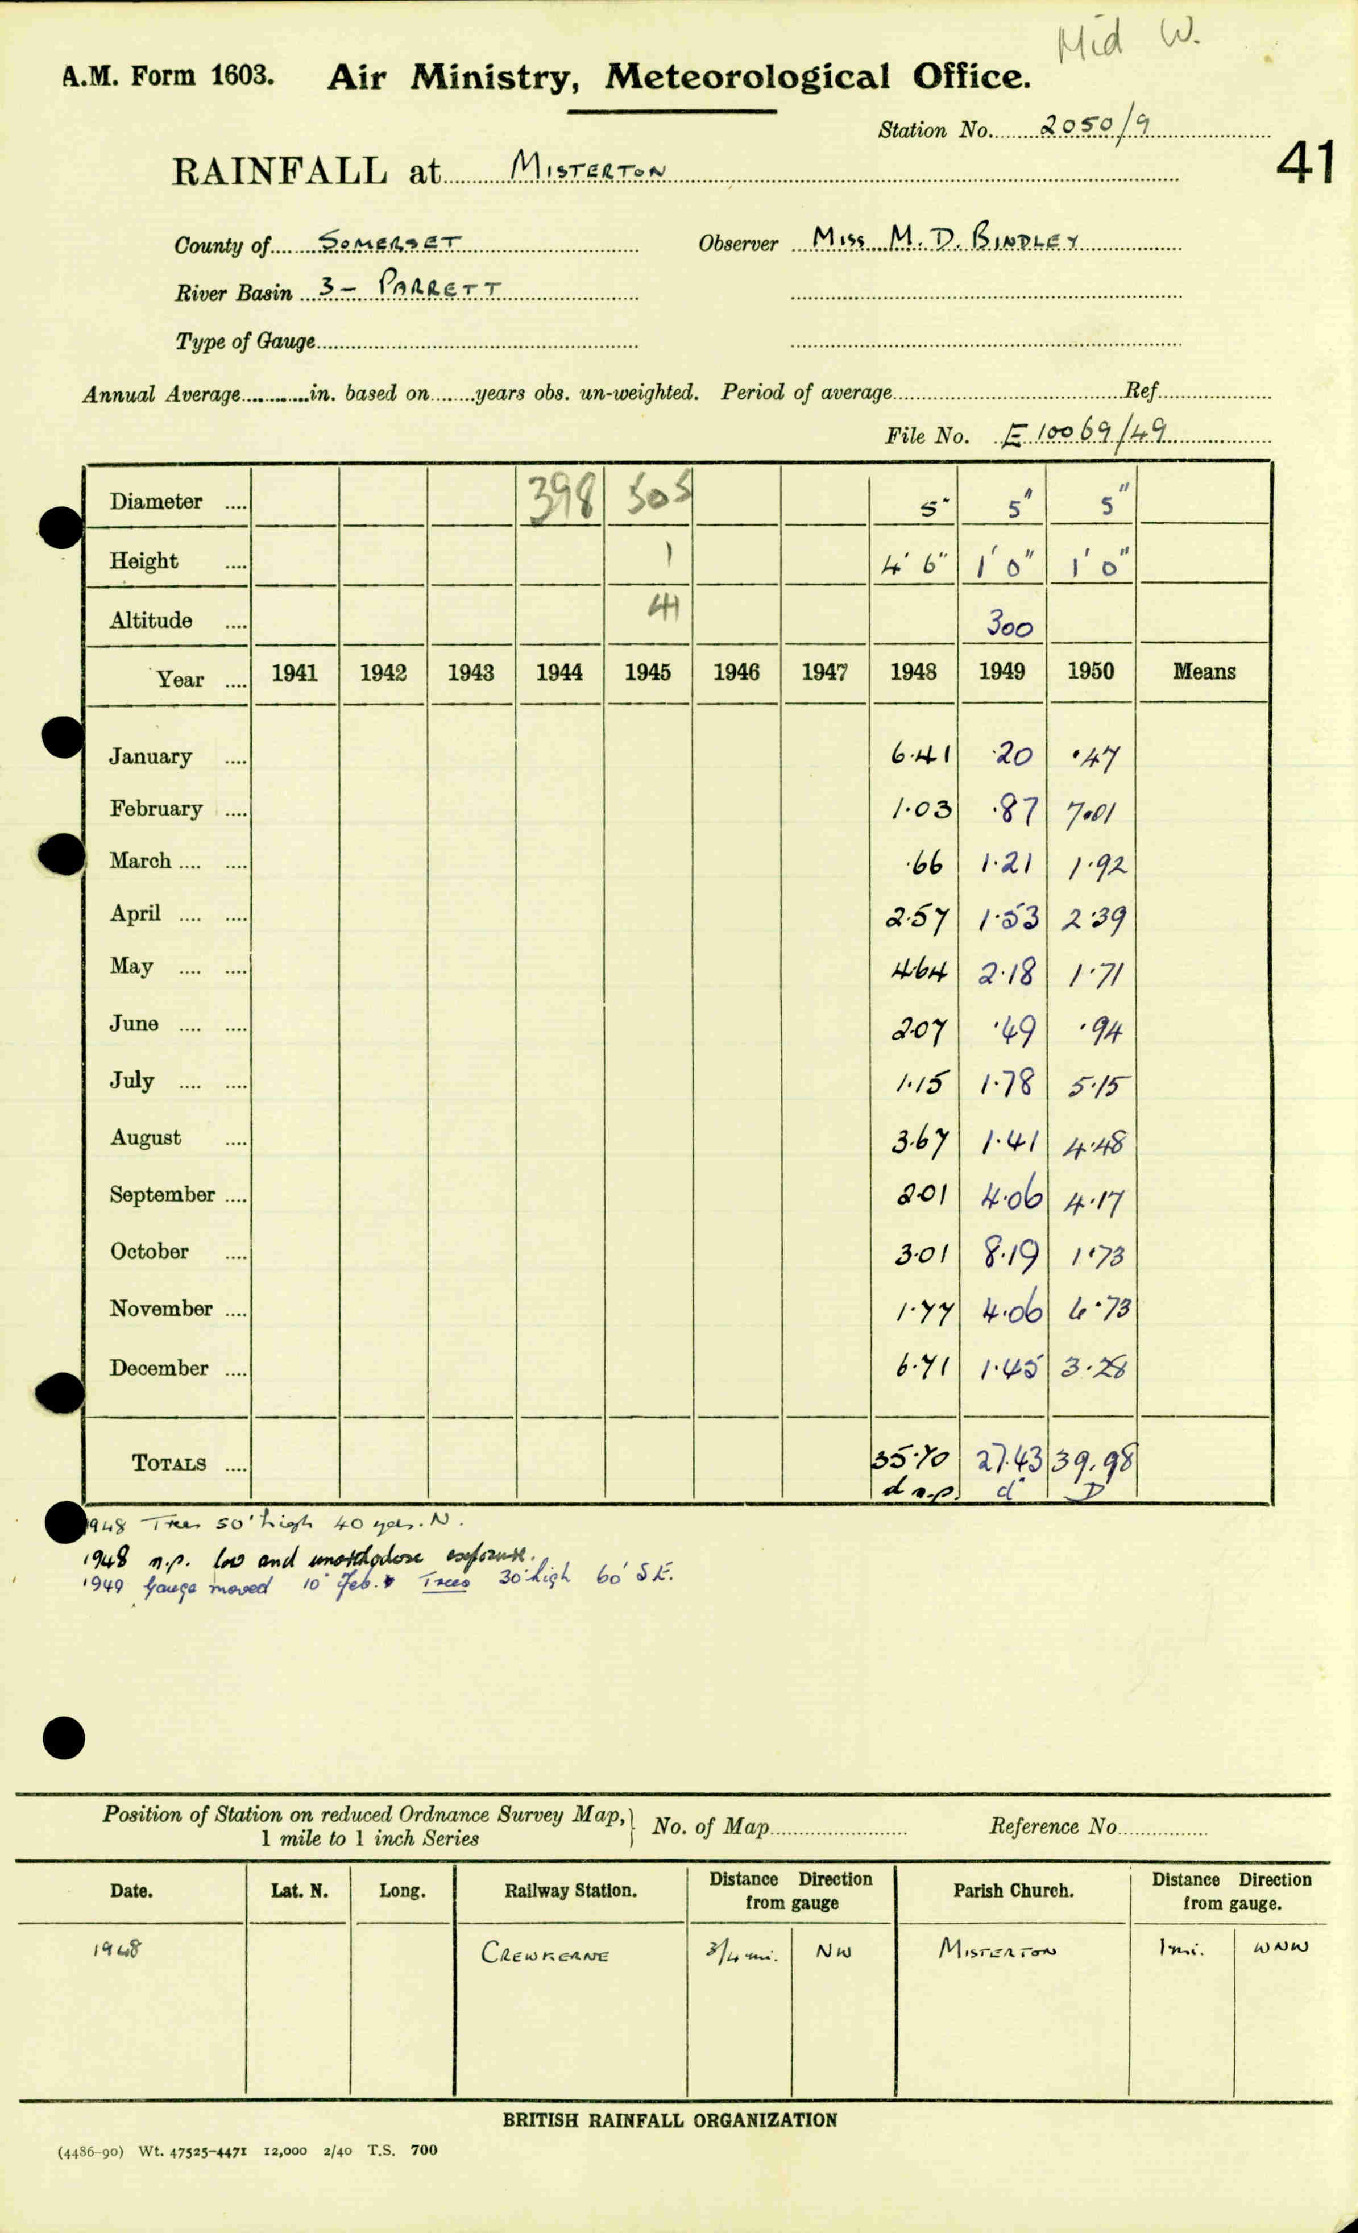 Mid W.
A.M. Form 1603. Air Ministry, Meteorological Office.
Station No. 2050/9
41
RAINFALL at MISTERTON
County of SOMERSET Observer MISS M. D. BINDLEY
River Basin 3 – PARRETT
Type of Gauge
Annual Average in. based on years obs. un-weighted. Period of average Ref.
File No. E 10069/49
Diameter 398 505 5" 5" 5"
Height 1 4' 6" 1' 0" 1' 0"
Altitude 41 300
Year 1941 1942 1943 1944 1945 1946 1947 1948 1949 1950 Means
January 6.41 .20 .47
February 1.03 .87 7.01
March .66 1.21 1.92
April 2.57 1.53 2.39
May 4.64 2.18 1.71
June 2.07 .49 .94
July 1.15 1.78 5.15
August 3.67 1.41 4.48
September 2.01 4.06 4.17
October 3.01 8.19 1.73
November 1.77 4.06 6.73
December 6.71 1.45 3.28
TOTALS 35.70 27.43 39.98
d n.p. d D
1948 Trees 50' high 40 yds. N.
1948 n.p. low and unorthodox exposure.
1949 Gauge moved 10 Feb. Trees 30' high 60' S.E.
Position of Station on reduced Ordnance Survey Map, 1 mile to 1 inch Series No. of Map Reference No
Date. Lat. N. Long. Railway Station. Distance Direction from gauge Parish Church. Distance Direction from gauge.
1948 CREWKERNE 3/4 mi. NW MISTERTON 1 mi. WNW
BRITISH RAINFALL ORGANIZATION
(4486-90) Wt. 47525-4471 12,000 2/40 T.S. 700